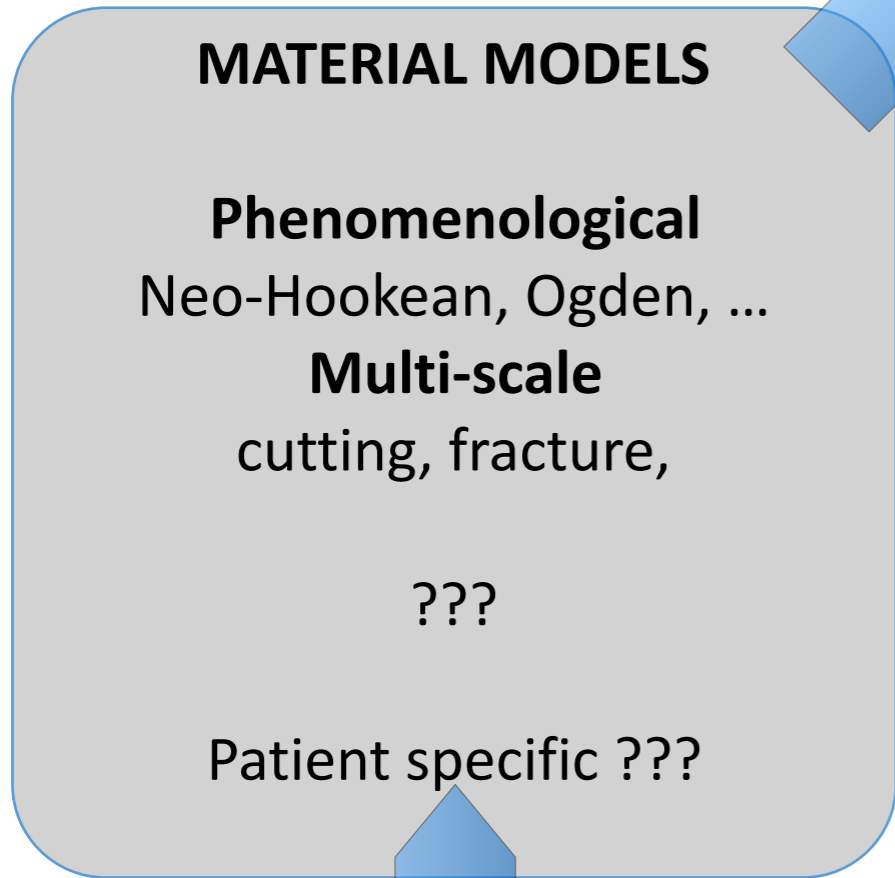 MATERIAL MODELS
Phenomenological
Neo-Hookean, Ogden, …
Multi-scale
cutting, fracture,
???
Patient specific ???